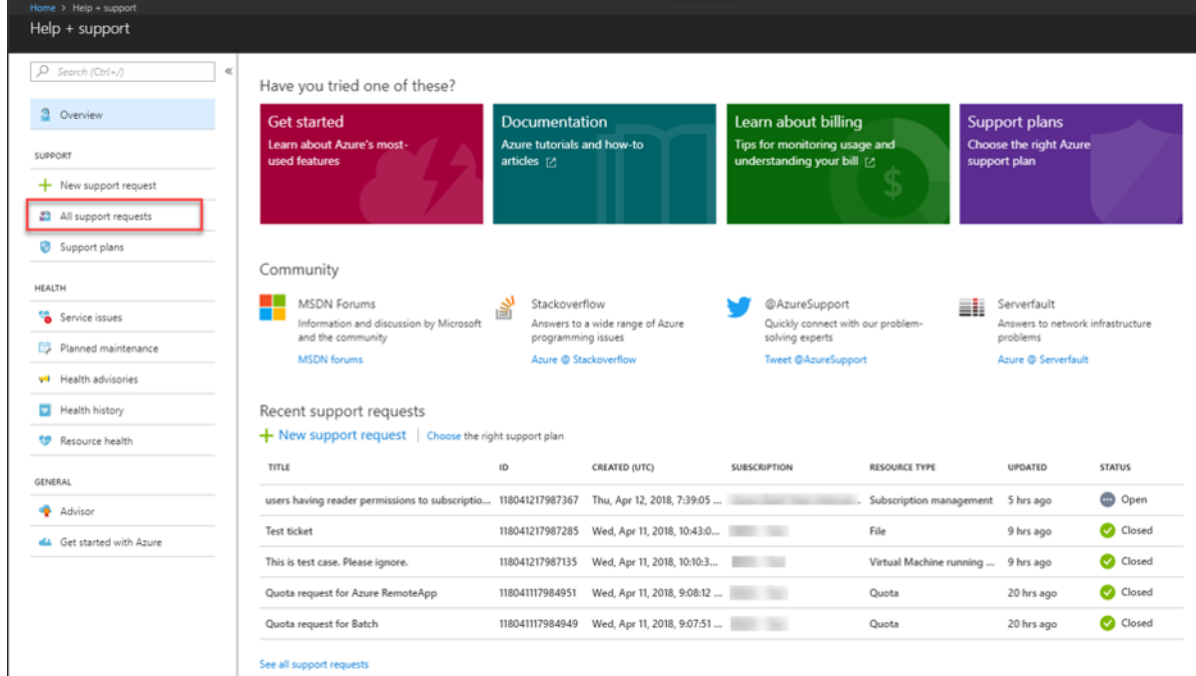 Home > Help + support
Help + support
Search (Ctrl+/)
«
Overview
SUPPORT
New support request
All support requests
Support plans
HEALTH
Service issues
Planned maintenance
Health advisories
Health history
Resource health
GENERAL
Advisor
Get started with Azure
Have you tried one of these?
Get started
Learn about Azure's most-
used features
Documentation
Azure tutorials and how-to
articles
Learn about billing
Tips for monitoring usage and
understanding your bill
$
Support plans
Choose the right Azure
support plan
Community
MSDN Forums
Information and discussion by Microsoft
and the community
MSDN forums
Stackoverflow
Answers to a wide range of Azure
programming issues
Azure @ Stackoverflow
@AzureSupport
Quickly connect with our problem-
solving experts
Tweet @AzureSupport
Serverfault
Answers to network infrastructure
problems
Azure @ Serverfault
Recent support requests
+ New support request | Choose the right support plan
TITLE ID CREATED (UTC) SUBSCRIPTION RESOURCE TYPE UPDATED STATUS
users having reader permissions to subscriptio... 118041217987367 Thu, Apr 12, 2018, 7:39:05 ... . Subscription management 5 hrs ago Open
Test ticket 118041217987285 Wed, Apr 11, 2018, 10:43:0... File 9 hrs ago Closed
This is test case. Please ignore. 118041217987135 Wed, Apr 11, 2018, 10:10:3... Virtual Machine running ... 9 hrs ago Closed
Quota request for Azure RemoteApp 118041117984951 Wed, Apr 11, 2018, 9:08:12 ... Quota 20 hrs ago Closed
Quota request for Batch 118041117984949 Wed, Apr 11, 2018, 9:07:51 ... Quota 20 hrs ago Closed
See all support requests